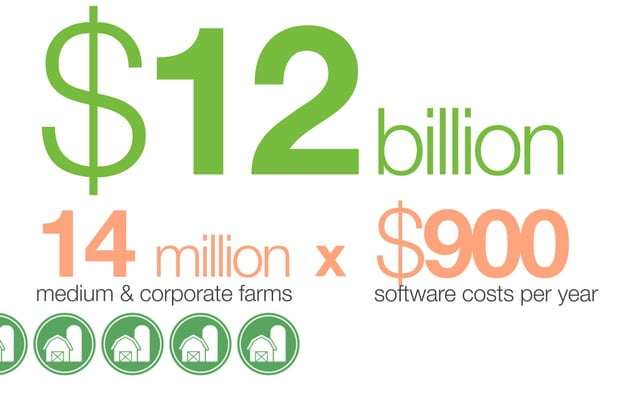 $12 billion
14 million x $900
medium & corporate farms software costs per year